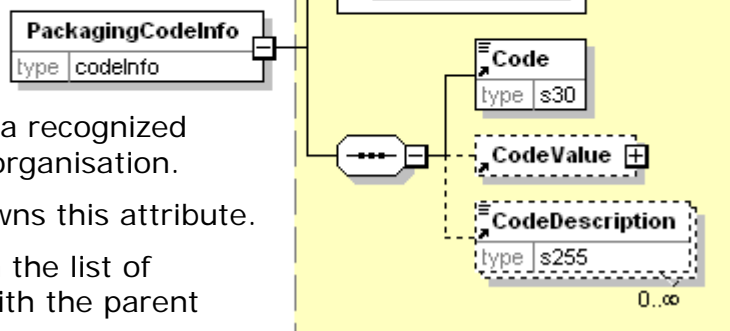 PackagingCodeInfo
type codeInfo
a recognized
organisation.
wns this attribute.
the list of
ith the parent
Code
type s30
CodeValue
CodeDescription
type s255
0..∞